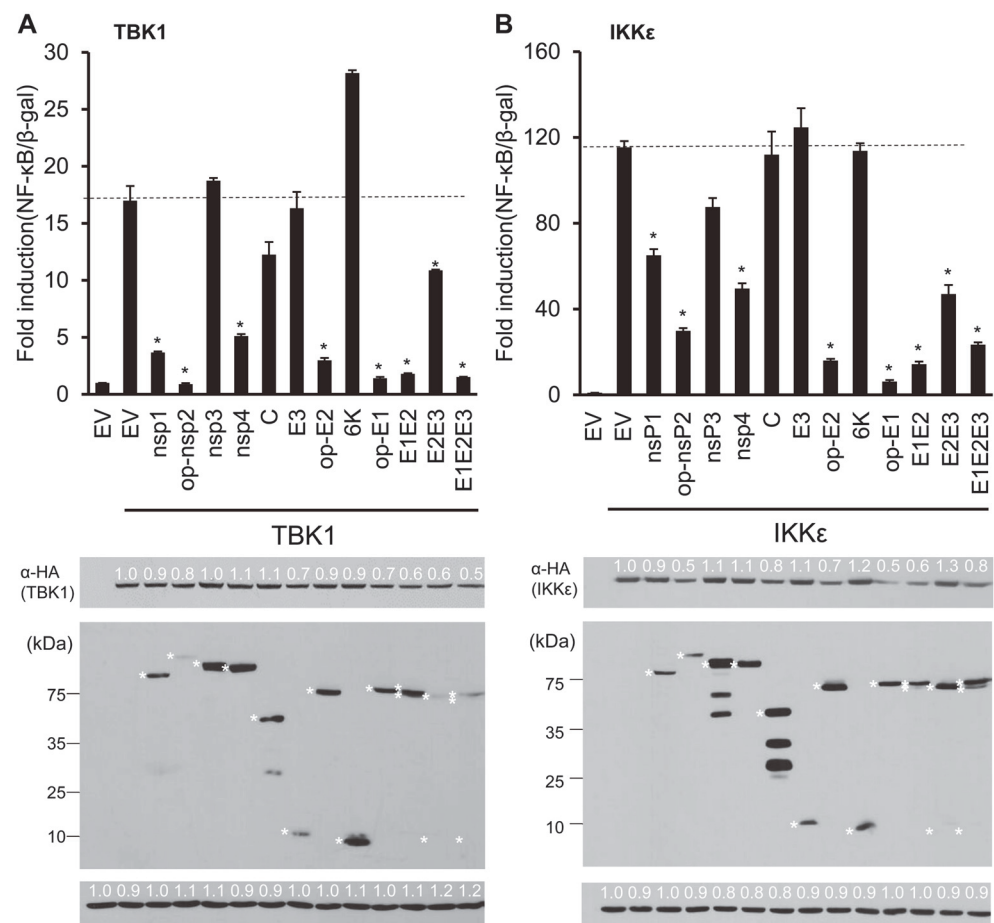 A
TBK1
Fold induction(NF-κB/β-gal)
30
25
20
15
10
5
0
* * * * * * * *
EV EV nsp1 op-nsp2 nsp3 nsp4 C E3 op-E2 6K op-E1 E1E2 E2E3 E1E2E3
TBK1
α-HA
(TBK1)
1.0 0.9 0.8 1.0 1.1 1.1 0.7 0.9 0.9 0.7 0.6 0.6 0.5
(kDa)
75
35
25
10
1.0 0.9 1.0 1.1 1.1 0.9 0.9 1.0 1.0 1.1 1.0 1.1 1.2 1.2
B
IKKε
Fold induction(NF-κB/β-gal)
160
120
80
40
0
* * * * * * * *
EV EV nsP1 op-nsP2 nsP3 nsp4 C E3 op-E2 6K op-E1 E1E2 E2E3 E1E2E3
IKKε
α-HA
(IKKε)
1.0 0.9 0.5 1.1 1.1 0.8 1.1 0.7 1.2 0.5 0.6 1.3 0.8
(kDa)
75
35
25
10
1.0 0.9 1.0 0.9 0.8 0.8 0.8 0.9 0.9 0.9 1.0 1.0 0.9 0.9